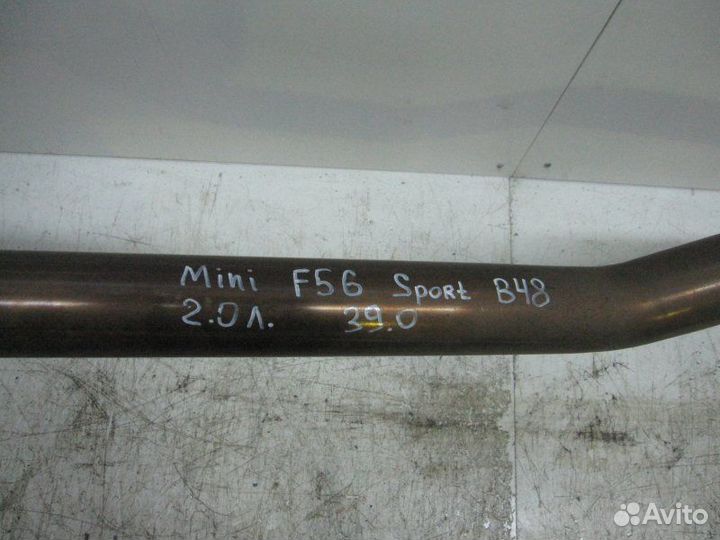 Mini F56 Sport B48
2.0л. 39.0
Avito